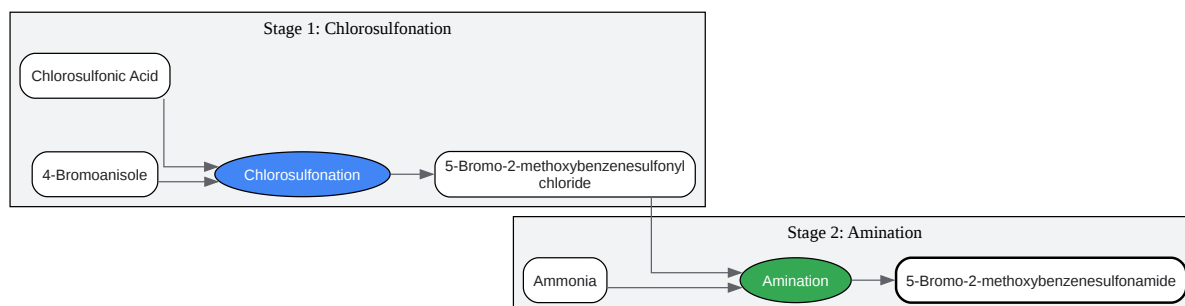 Stage 1: Chlorosulfonation
Chlorosulfonic Acid
4-Bromoanisole
Chlorosulfonation
5-Bromo-2-methoxybenzenesulfonyl
chloride
Stage 2: Amination
Ammonia
Amination
5-Bromo-2-methoxybenzenesulfonamide